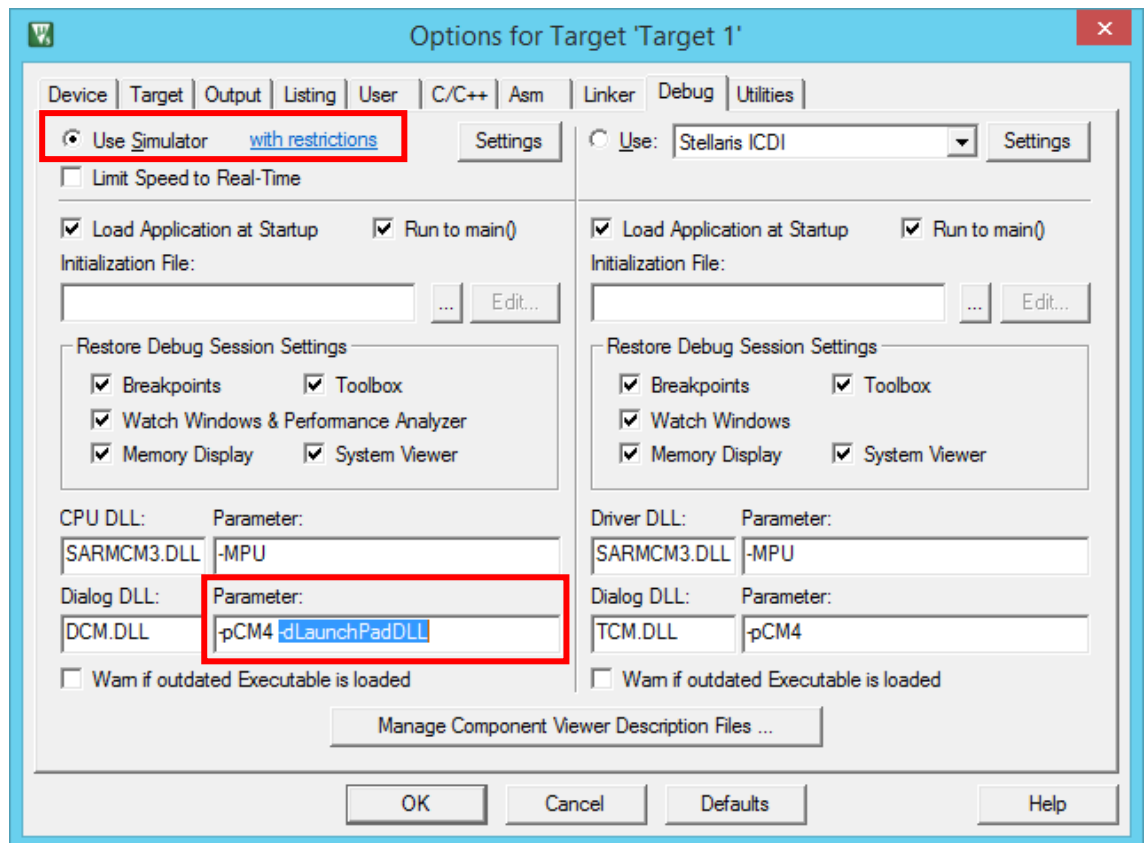 Options for Target 'Target 1'
Device Target Output Listing User C/C++ Asm Linker Debug Utilities
Use Simulator with restrictions Settings Use: Stellaris ICDI Settings
Limit Speed to Real-Time
Load Application at Startup Run to main() Load Application at Startup Run to main()
Initialization File: Initialization File:
... Edit... ... Edit...
Restore Debug Session Settings Restore Debug Session Settings
Breakpoints Toolbox Breakpoints Toolbox
Watch Windows & Performance Analyzer Watch Windows
Memory Display System Viewer Memory Display System Viewer
CPU DLL: Parameter: Driver DLL: Parameter:
SARMCM3.DLL -MPU SARMCM3.DLL -MPU
Dialog DLL: Parameter: Dialog DLL: Parameter:
DCM.DLL -pCM4 -dLaunchPadDLL TCM.DLL -pCM4
Warn if outdated Executable is loaded Warn if outdated Executable is loaded
Manage Component Viewer Description Files ...
OK Cancel Defaults Help